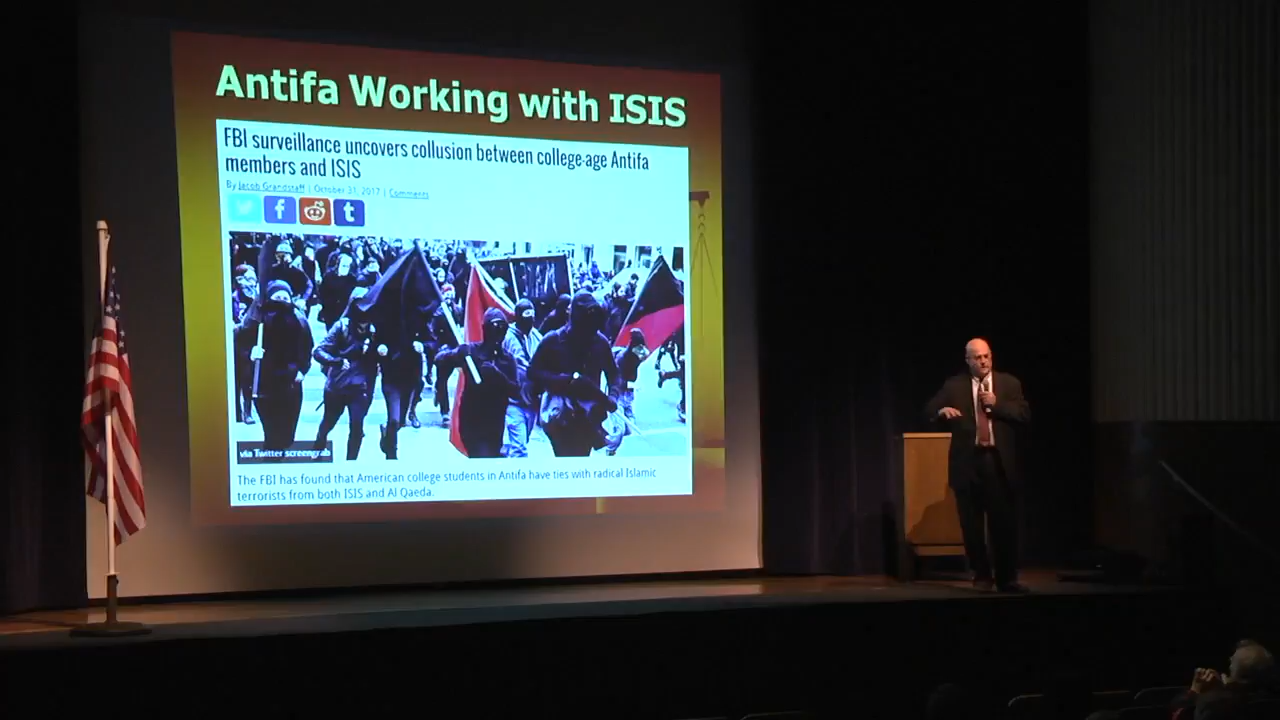 Antifa Working with ISIS
FBI surveillance uncovers collusion between college-age Antifa
members and ISIS
By Jacob Grandstaff | October 31, 2017 | Comments
f
t
via Twitter screengrab
The FBI has found that American college students in Antifa have ties with radical Islamic
terrorists from both ISIS and Al Qaeda.